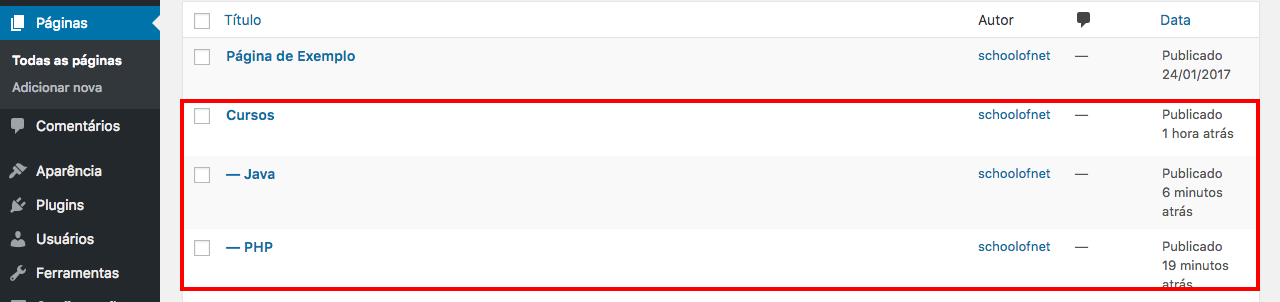 Páginas
Todas as páginas
Adicionar nova
Comentários
Aparência
Plugins
Usuários
Ferramentas
Título Autor Data
Página de Exemplo schoolofnet — Publicado
24/01/2017
Cursos schoolofnet — Publicado
1 hora atrás
— Java schoolofnet — Publicado
6 minutos
atrás
— PHP schoolofnet — Publicado
19 minutos
atrás